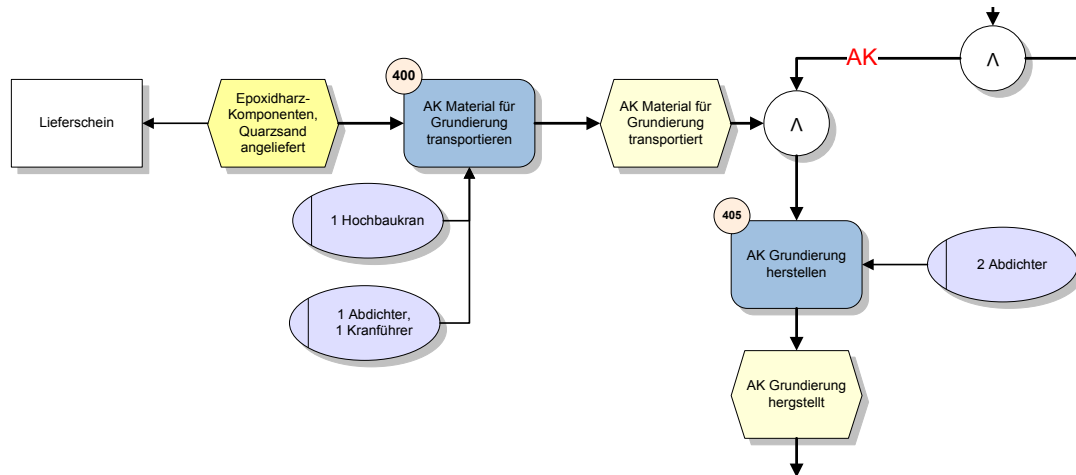 Λ
AK
400
Lieferschein
Epoxidharz-
Komponenten,
Quarzsand
angeliefert
AK Material für
Grundierung
transportieren
AK Material für
Grundierung
transportiert
Λ
1 Hochbaukran
405
AK Grundierung
herstellen
2 Abdichter
1 Abdichter,
1 Kranführer
AK Grundierung
hergstellt